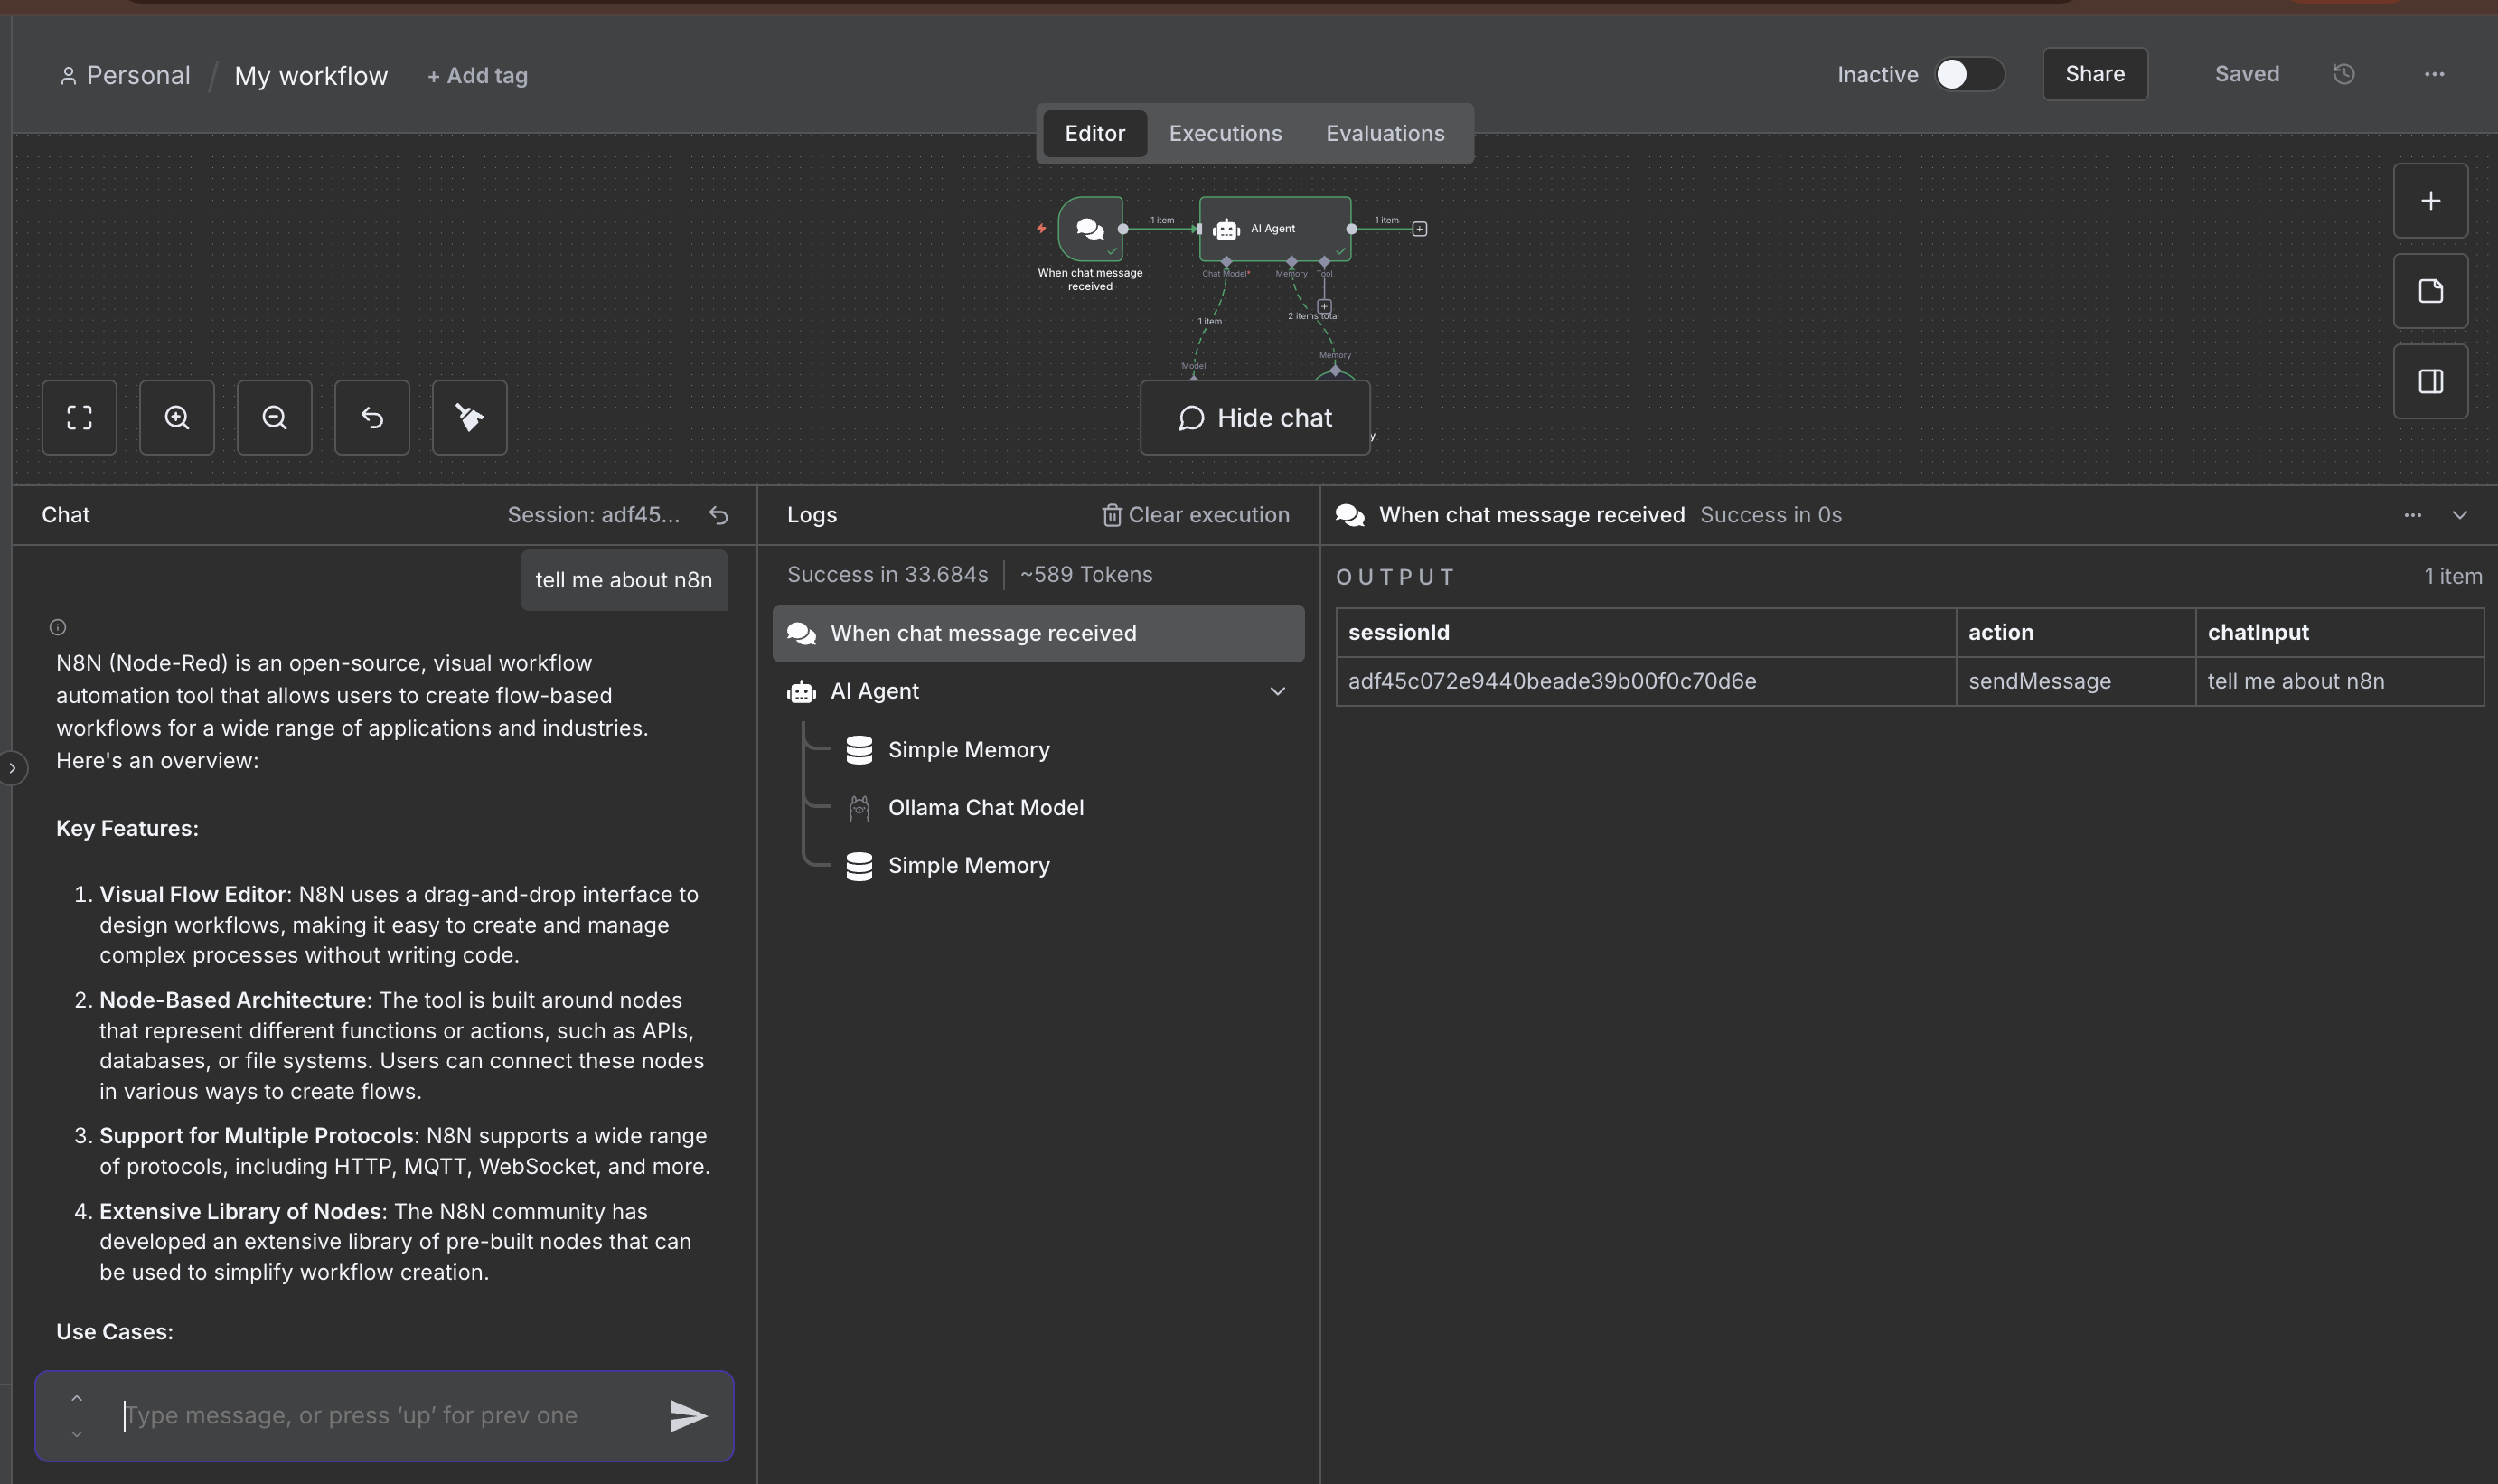 Personal / My workflow + Add tag
Inactive Share Saved
Editor Executions Evaluations
1 item
AI Agent
1 item
When chat message
received
Chat Model* Memory Tool
1 item
2 items total
Model
Memory
Hide chat
y
Chat Session: adf45...
tell me about n8n
N8N (Node-Red) is an open-source, visual workflow
automation tool that allows users to create flow-based
workflows for a wide range of applications and industries.
Here's an overview:
Key Features:
1. Visual Flow Editor: N8N uses a drag-and-drop interface to
design workflows, making it easy to create and manage
complex processes without writing code.
2. Node-Based Architecture: The tool is built around nodes
that represent different functions or actions, such as APIs,
databases, or file systems. Users can connect these nodes
in various ways to create flows.
3. Support for Multiple Protocols: N8N supports a wide range
of protocols, including HTTP, MQTT, WebSocket, and more.
4. Extensive Library of Nodes: The N8N community has
developed an extensive library of pre-built nodes that can
be used to simplify workflow creation.
Use Cases:
Type message, or press ‘up’ for prev one
Logs Clear execution
Success in 33.684s ~589 Tokens
When chat message received
AI Agent
Simple Memory
Ollama Chat Model
Simple Memory
When chat message received Success in 0s
OUTPUT 1 item
sessionId action chatInput
adf45c072e9440beade39b00f0c70d6e sendMessage tell me about n8n